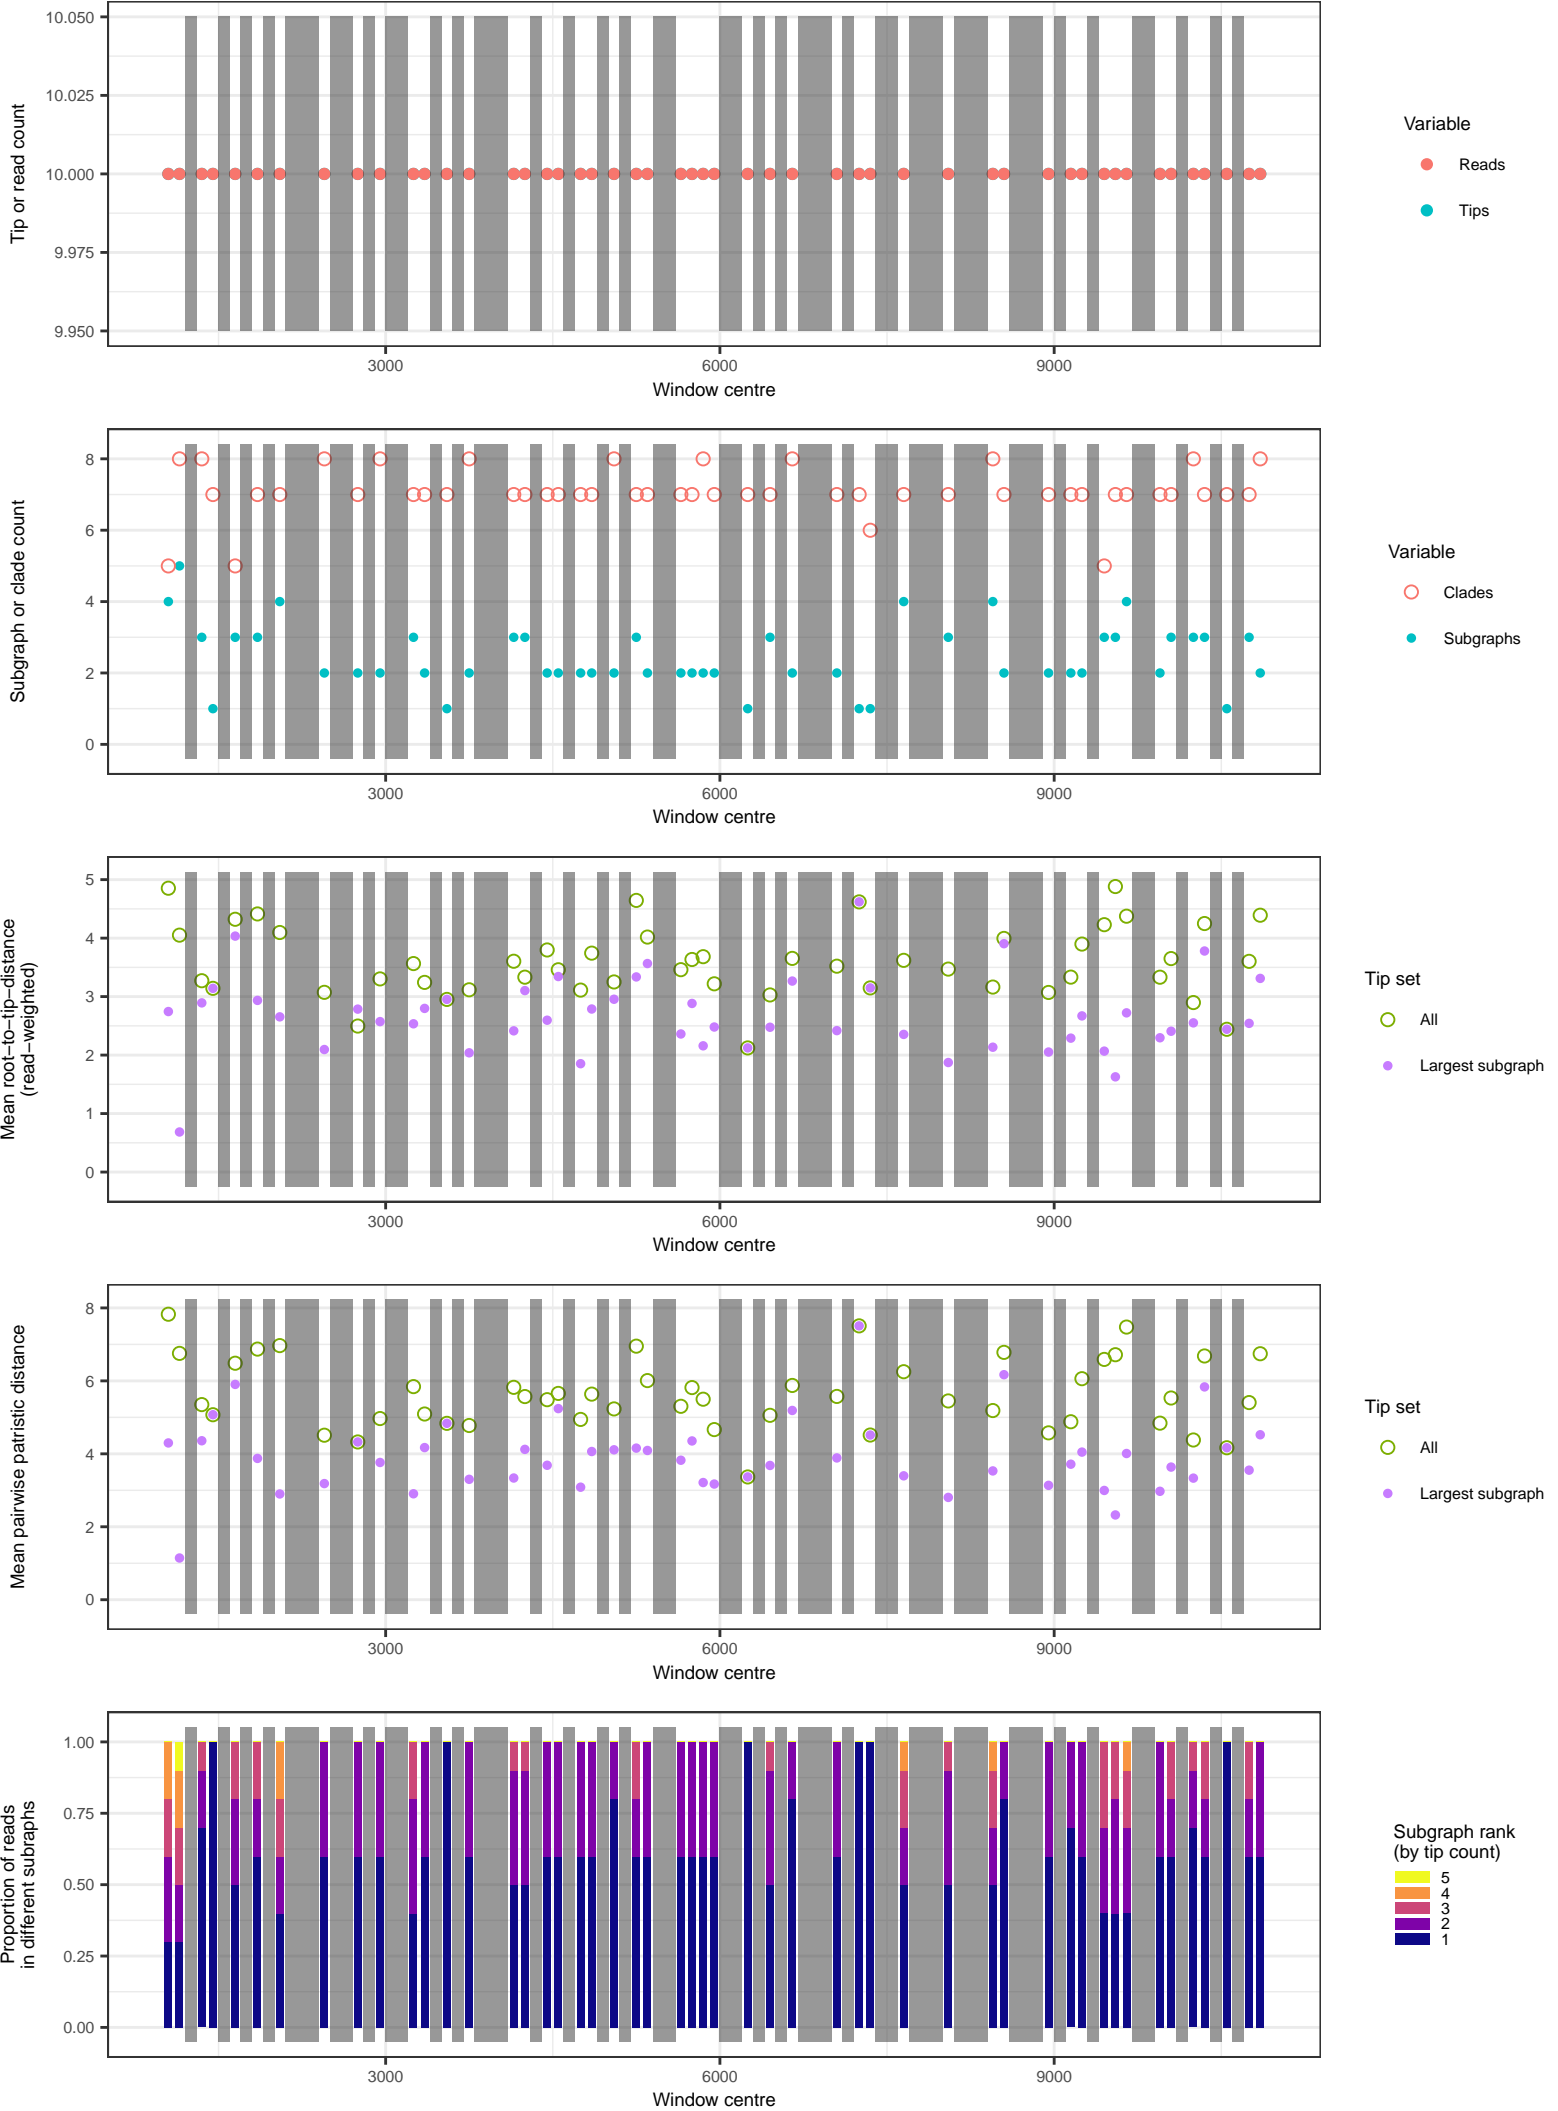 10.050
10.025
10.000
9.975
9.950
Tip or read count
3000
6000
9000
Window centre
Variable
Reads
Tips
8
6
4
2
0
Subgraph or clade count
3000
6000
9000
Window centre
Variable
Clades
Subgraphs
5
4
3
2
1
0
Mean root−to−tip−distance
(read−weighted)
3000
6000
9000
Window centre
Tip set
All
Largest subgraph
8
6
4
2
0
Mean pairwise patristic distance
3000
6000
9000
Window centre
Tip set
All
Largest subgraph
1.00
0.75
0.50
0.25
0.00
Proportion of reads
in different subraphs
3000
6000
9000
Window centre
Subgraph rank
(by tip count)
5
4
3
2
1